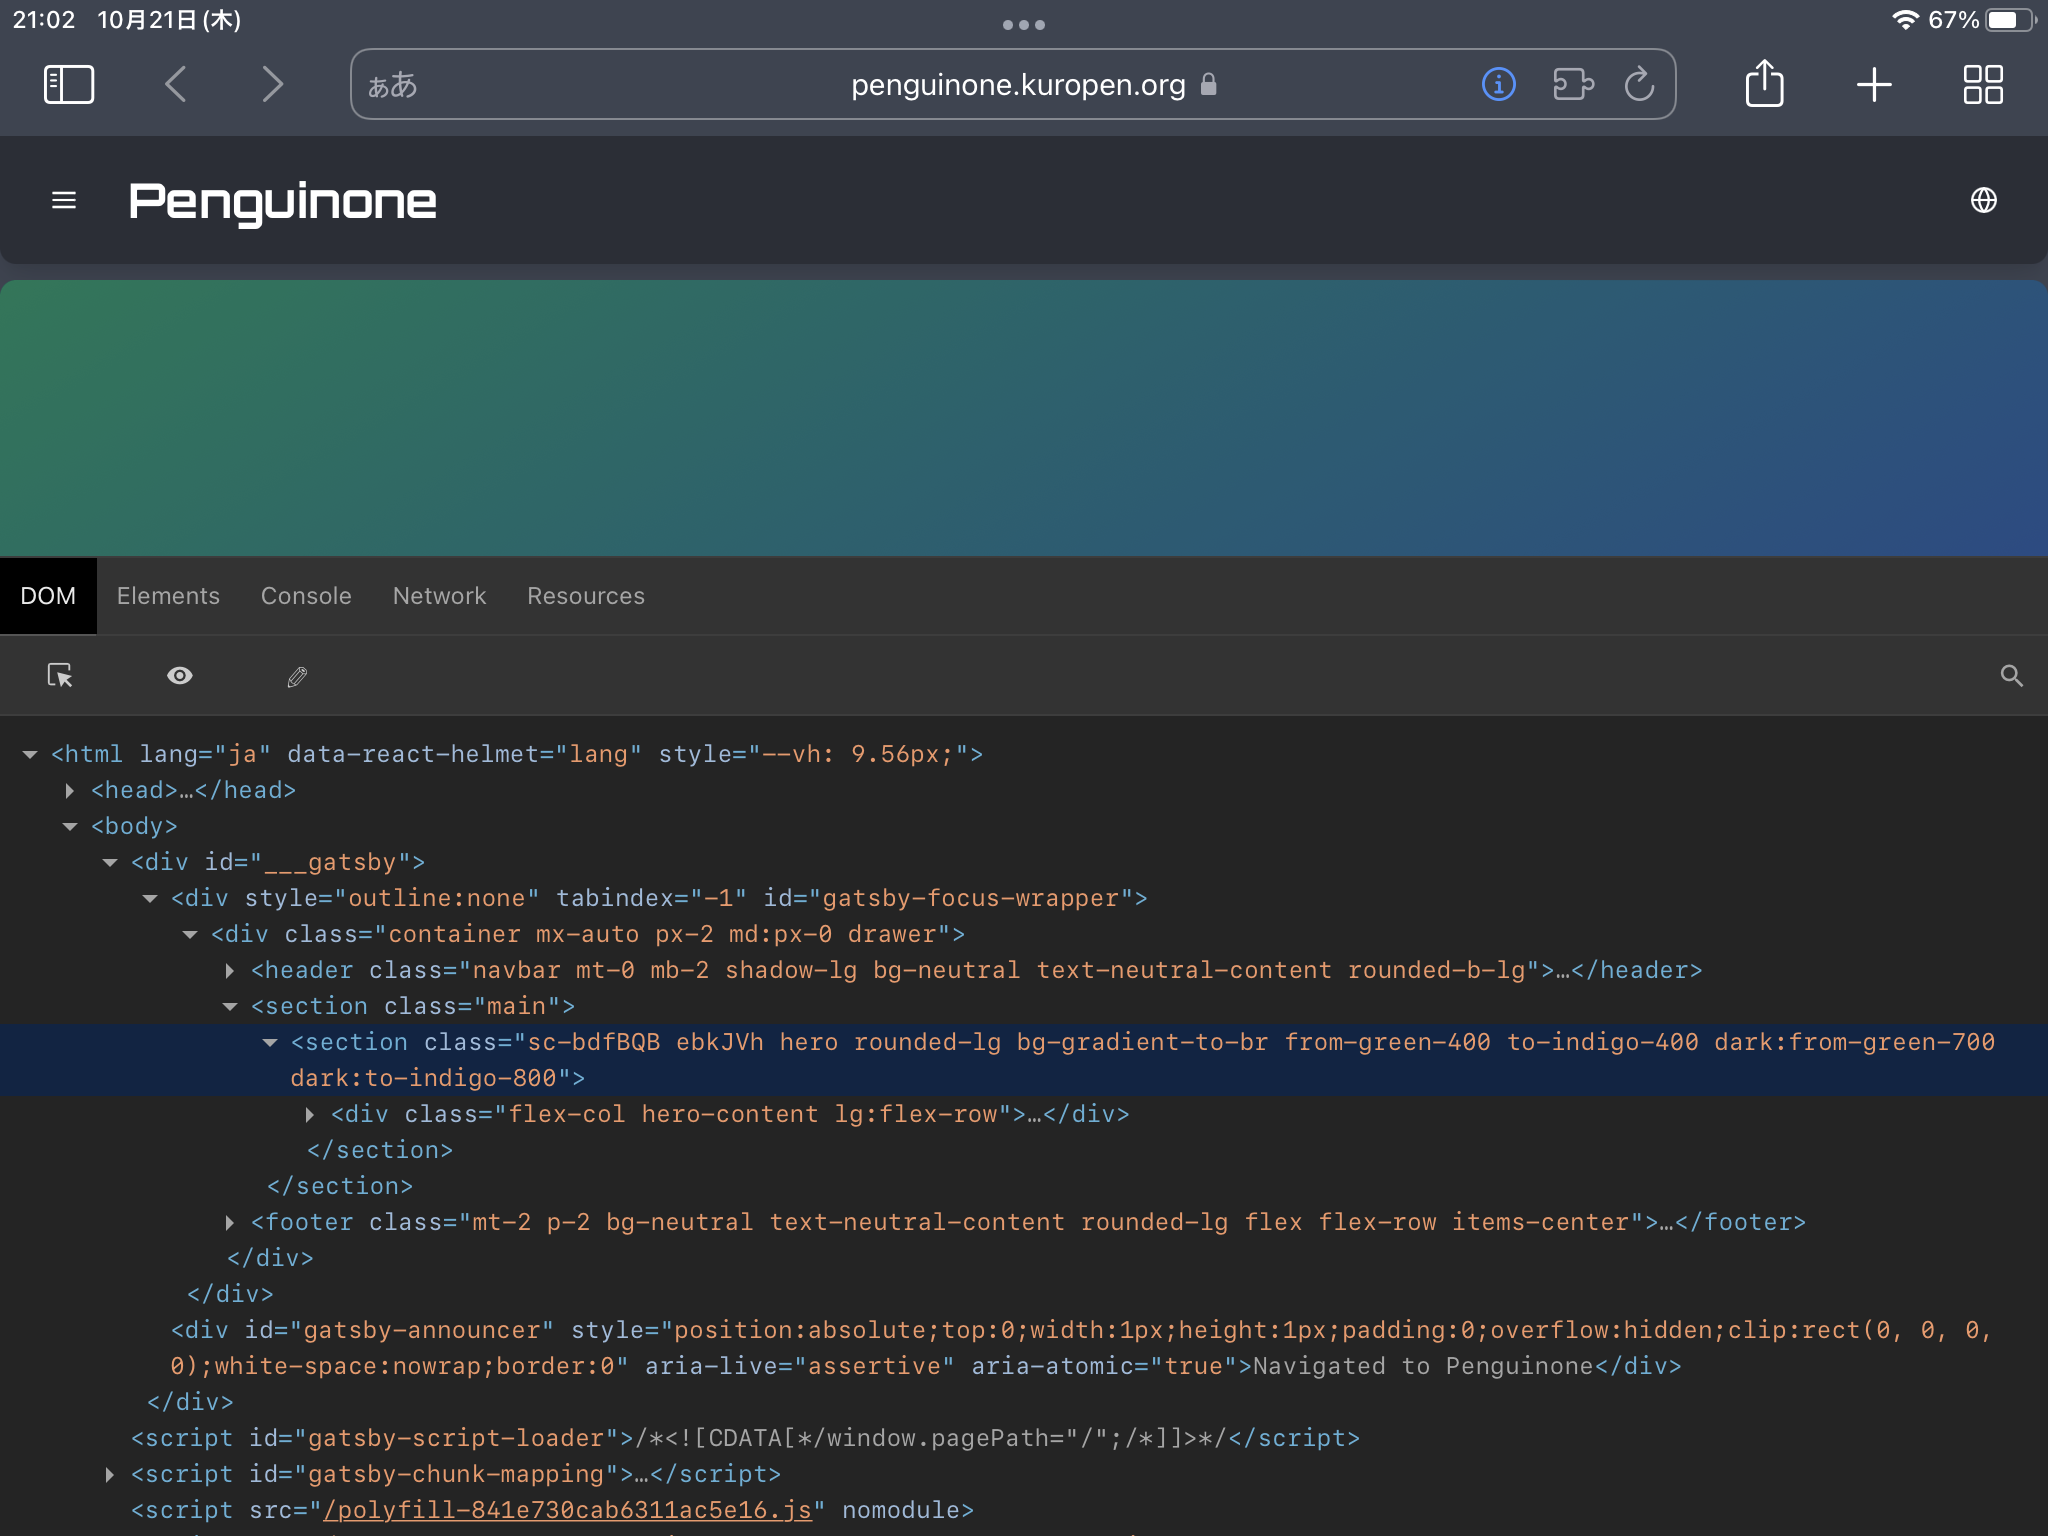 21:02 10月21日(木)
67%
ぁあ penguinone.kuropen.org
Penguinone
DOM Elements Console Network Resources
<html lang="ja" data-react-helmet="lang" style="--vh: 9.56px;">
<head>…</head>
<body>
<div id="___gatsby">
<div style="outline:none" tabindex="-1" id="gatsby-focus-wrapper">
<div class="container mx-auto px-2 md:px-0 drawer">
<header class="navbar mt-0 mb-2 shadow-lg bg-neutral text-neutral-content rounded-b-lg">…</header>
<section class="main">
<section class="sc-bdfBQB ebkJVh hero rounded-lg bg-gradient-to-br from-green-400 to-indigo-400 dark:from-green-700
dark:to-indigo-800">
<div class="flex-col hero-content lg:flex-row">…</div>
</section>
</section>
<footer class="mt-2 p-2 bg-neutral text-neutral-content rounded-lg flex flex-row items-center">…</footer>
</div>
</div>
<div id="gatsby-announcer" style="position:absolute;top:0;width:1px;height:1px;padding:0;overflow:hidden;clip:rect(0, 0, 0,
0);white-space:nowrap;border:0" aria-live="assertive" aria-atomic="true">Navigated to Penguinone</div>
</div>
<script id="gatsby-script-loader">/*<![CDATA[*/window.pagePath="/";/*]]>*/</script>
<script id="gatsby-chunk-mapping">…</script>
<script src="/polyfill-841e730cab6311ac5e16.js" nomodule>